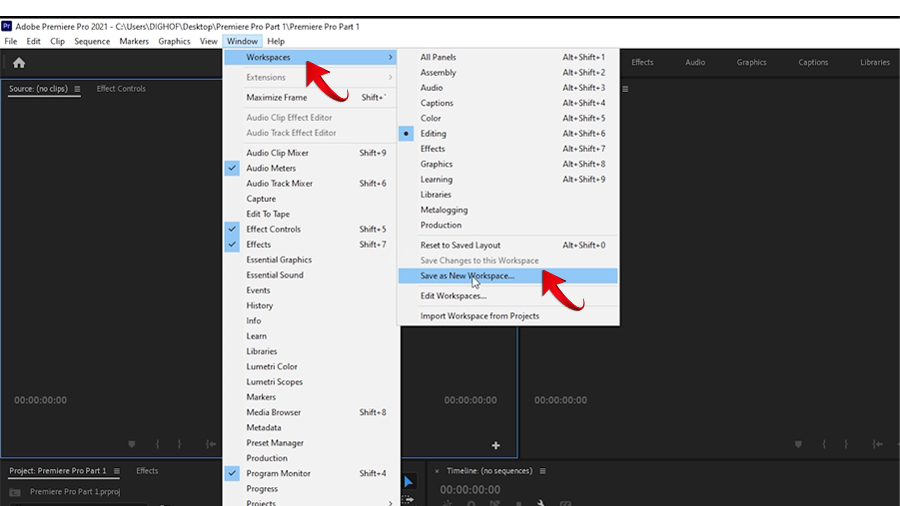 Adobe Premiere Pro 2021 - C:\Users\DIGHOF\Desktop\Premiere Pro Part 1\Premiere Pro Part 1
File Edit Clip Sequence Markers Graphics View Window Help
Effects Audio Graphics Captions Libraries
Source: (no clips) Effect Controls
Workspaces
Extensions
Maximize Frame Shift+`
Audio Clip Effect Editor
Audio Track Effect Editor
Audio Clip Mixer Shift+9
Audio Meters
Audio Track Mixer Shift+6
Capture
Edit To Tape
Effect Controls Shift+5
Effects Shift+7
Essential Graphics
Essential Sound
Events
History
Info
Learn
Libraries
Lumetri Color
Lumetri Scopes
Markers
Media Browser Shift+8
Metadata
Preset Manager
Production
Program Monitor Shift+4
Progress
Projects
All Panels Alt+Shift+1
Assembly Alt+Shift+2
Audio Alt+Shift+3
Captions Alt+Shift+4
Color Alt+Shift+5
Editing Alt+Shift+6
Effects Alt+Shift+7
Graphics Alt+Shift+8
Learning Alt+Shift+9
Libraries
Metalogging
Production
Reset to Saved Layout Alt+Shift+0
Save Changes to this Workspace
Save as New Workspace...
Edit Workspaces...
Import Workspace from Projects
00:00:00:00 00:00:00:00 00:00:00:00
Project: Premiere Pro Part 1 Effects
Premiere Pro Part 1.prproj
Timeline: (no sequences)
00:00:00:00